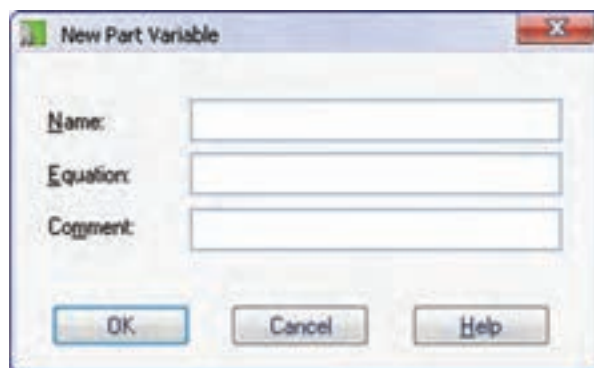 New Part Variable
Name:
Equation:
Comment:
OK Cancel Help